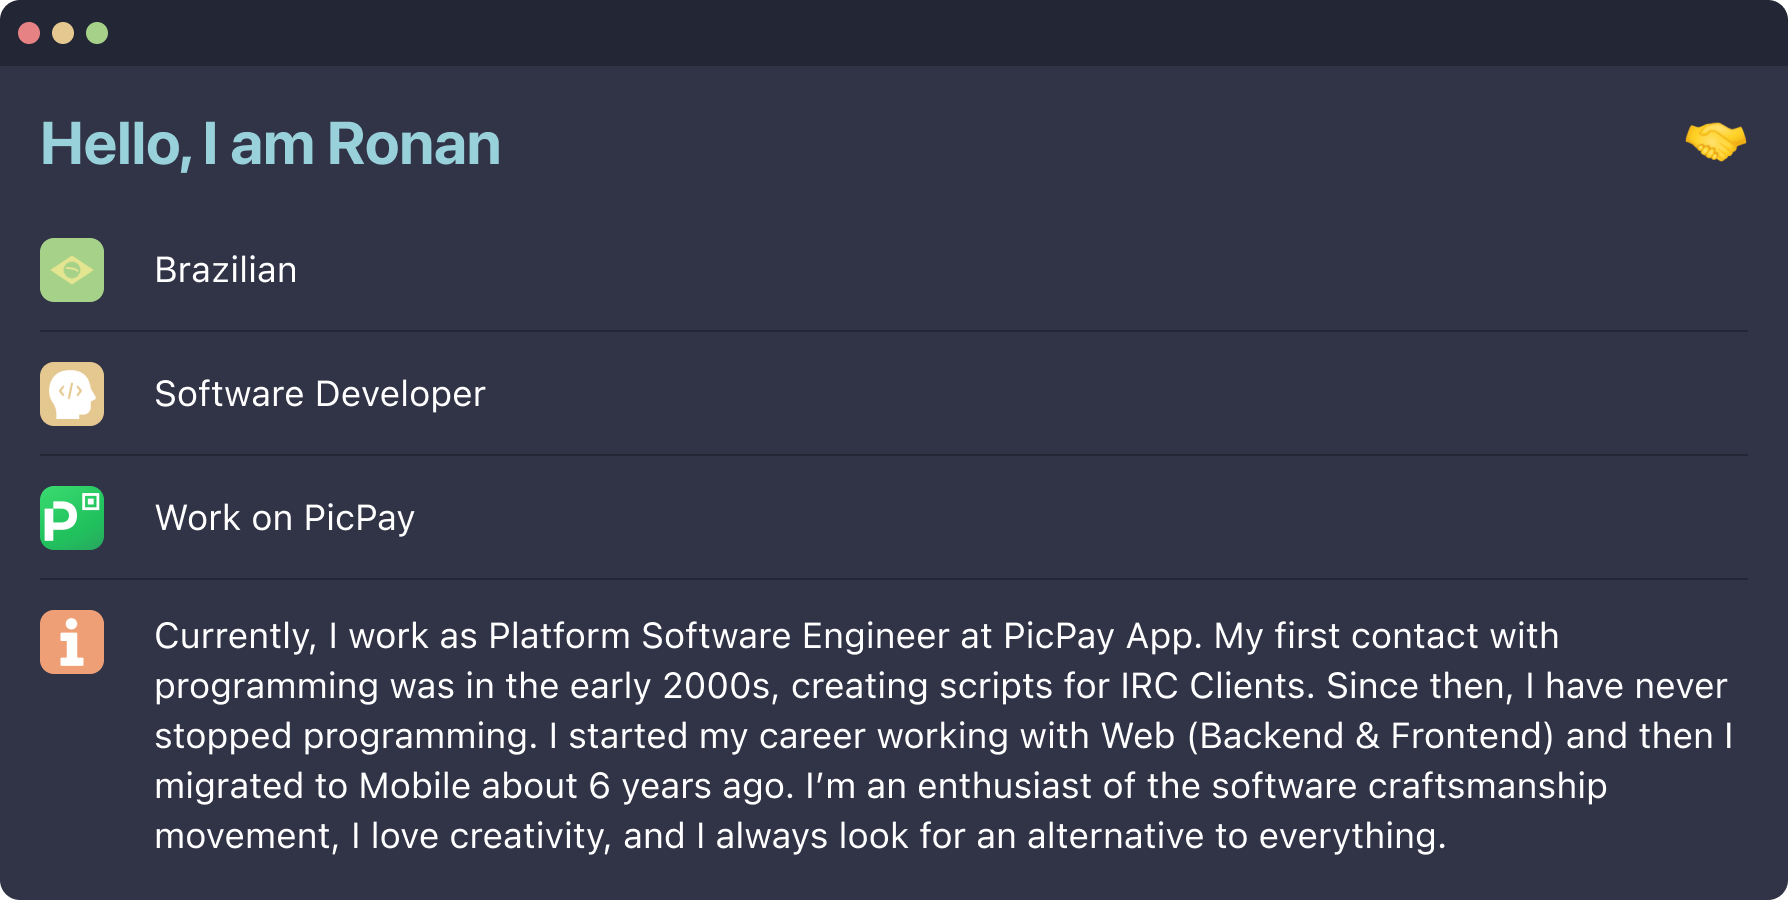 Hello, I am Ronan
Brazilian
Software Developer
Work on PicPay
Currently, I work as Platform Software Engineer at PicPay App. My first contact with
programming was in the early 2000s, creating scripts for IRC Clients. Since then, I have never
stopped programming. I started my career working with Web (Backend & Frontend) and then I
migrated to Mobile about 6 years ago. I’m an enthusiast of the software craftsmanship
movement, I love creativity, and I always look for an alternative to everything.